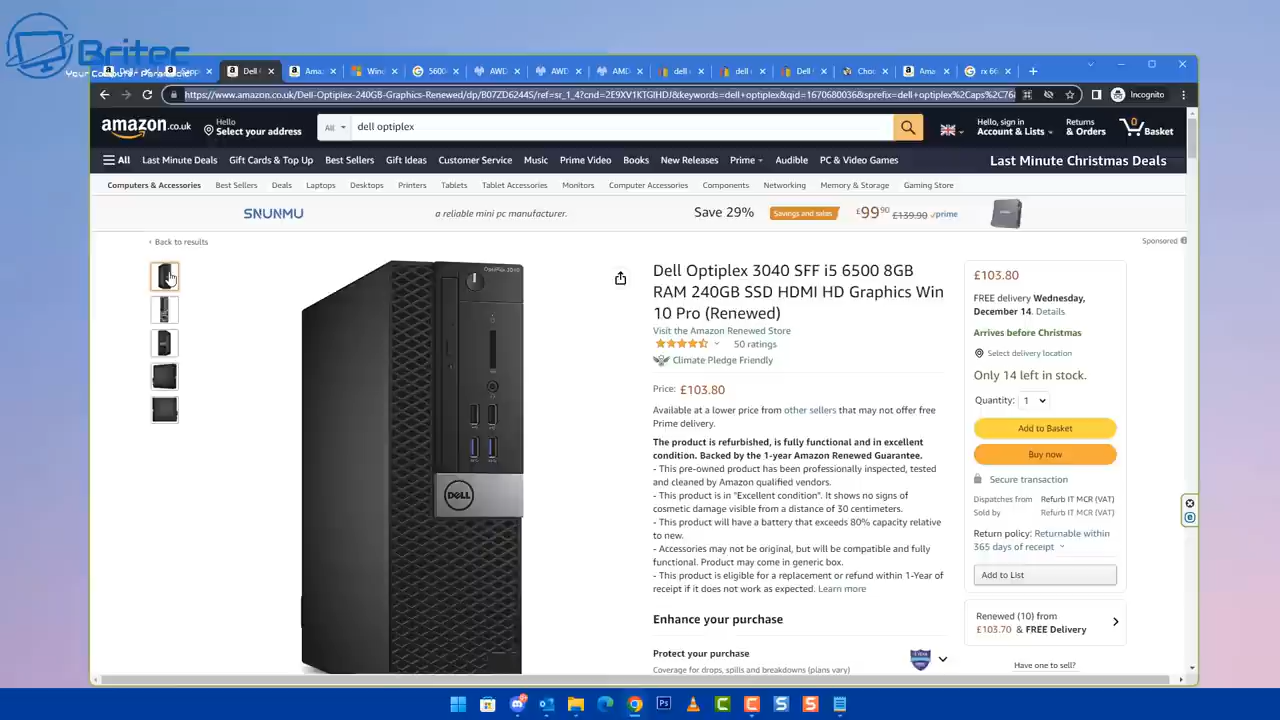 Britec
Dell
Amaz
Wind
5600
AWD
AWD
AMD
dell
dell
Dell
Chou
Amaz
rx 66
https://www.amazon.co.uk/Dell-Optiplex-240GB-Graphics-Renewed/dp/B07ZD6244S/
Incognito
amazon.co.uk
Hello
Select your address
All
dell optiplex
Hello, sign in
Account & Lists
Returns
& Orders
0
Basket
All
Last Minute Deals
Gift Cards & Top Up
Best Sellers
Gift Ideas
Customer Service
Music
Prime
Books
New Releases
Prime
Audible
PC & Video Games
Last Minute Christmas Deals
Computers & Accessories
Best Sellers
Deals
Laptops
Desktops
Printers
Tablets
Tablet Accessories
Monitors
Computer Accessories
Components
Networking
Memory & Storage
Gaming Store
SNUNMU
a reliable mini pc manufacturer.
Save 29%
Savings and sales
£99.90
£139.90
prime
‹ Back to results
Sponsored
OptiPlex 3040
DELL
Dell Optiplex 3040 SFF i5 6500 8GB
RAM 240GB SSD HDMI HD Graphics Win
10 Pro (Renewed)
Visit the Amazon Renewed Store
50 ratings
Climate Pledge Friendly
Price: £103.80
Available at a lower price from other sellers that may not offer free
Prime delivery.
The product is refurbished, is fully functional and in excellent
condition. Backed by the 1-year Amazon Renewed Guarantee.
- This pre-owned product has been professionally inspected, tested
and cleaned by Amazon qualified vendors.
- This product is in "Excellent condition". It shows no signs of
cosmetic damage visible from a distance of 30 centimeters.
- This product will have a battery that exceeds 80% capacity relative
to new.
- Accessories may not be original, but will be compatible and fully
functional. Product may come in generic box.
- This product is eligible for a replacement or refund within 1-Year of
receipt if it does not work as expected. Learn more
Enhance your purchase
Protect your purchase
Coverage for drops, spills and breakdowns (plans vary)
£103.80
FREE delivery Wednesday,
December 14. Details
Arrives before Christmas
Select delivery location
Only 14 left in stock.
Quantity: 1
Add to Basket
Buy now
Secure transaction
Dispatches from Refurb IT MCR (VAT)
Sold by Refurb IT MCR (VAT)
Return policy: Returnable within
365 days of receipt
Add to List
Renewed (10) from
£103.70 & FREE Delivery
Have one to sell?